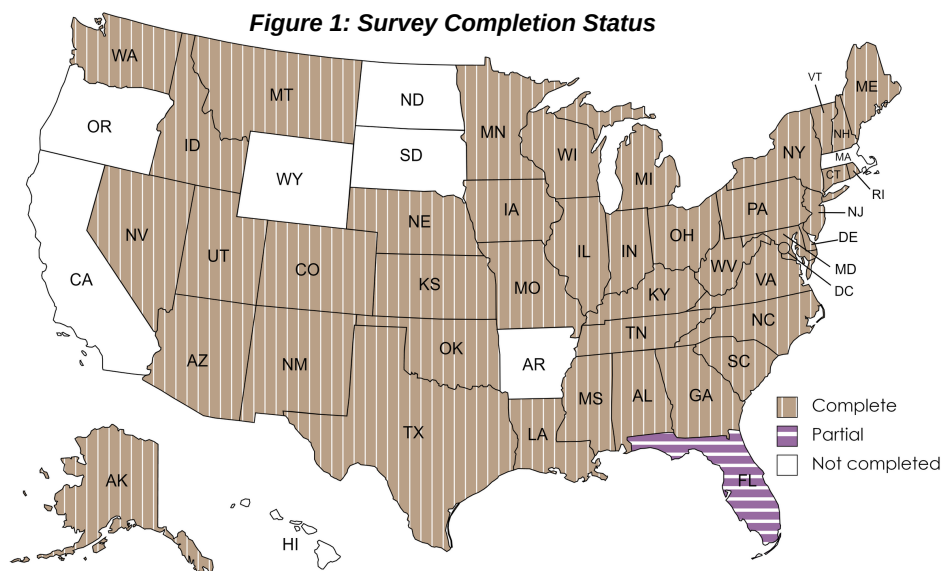 Figure 1: Survey Completion Status
WA
MT
ND
MN
VT
ME
OR
ID
SD
WI
MI
NY
NH
MA
CT
RI
WY
NE
IA
PA
NJ
NV
UT
CO
KS
IL
IN
OH
WV
DE
MD
DC
CA
MO
KY
VA
AZ
NM
OK
AR
TN
NC
SC
TX
LA
MS
AL
GA
Complete
Partial
Not completed
FL
AK
HI